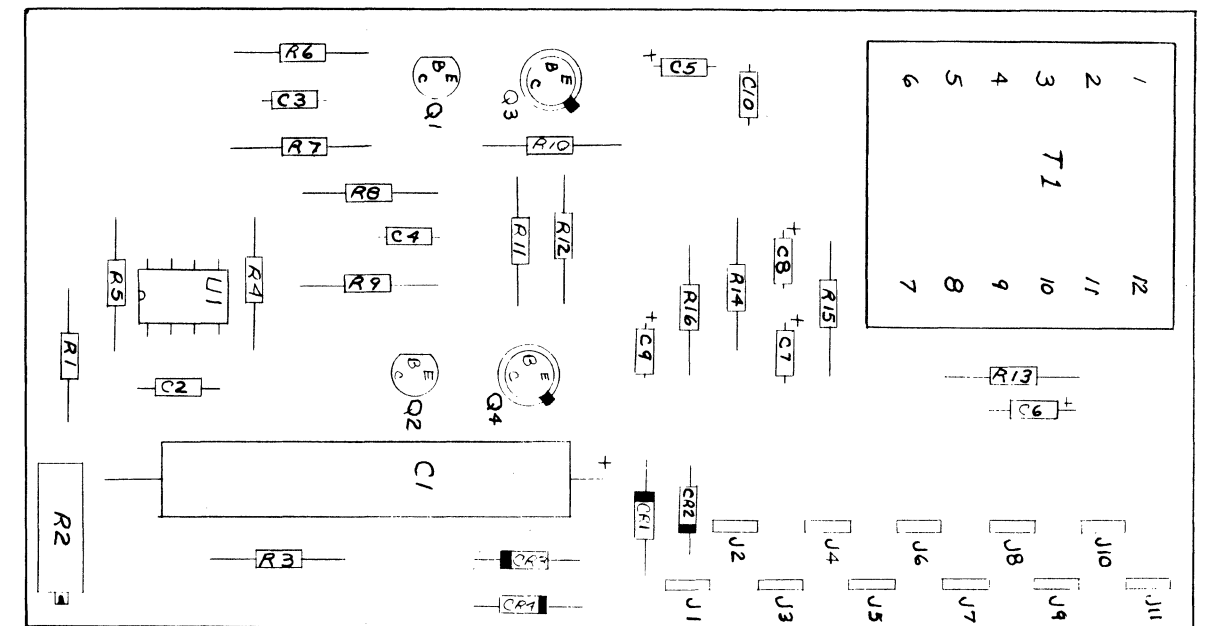 R6
C3
R7
B
C E
Q1
B
C E
Q3
R10
+ C5
C10
6 5 4 3 2 1
T1
7 8 9 10 11 12
R8
C4
R9
R11
R12
R5
U1
R4
R1
C2
R16
R14
+
C8
R15
+
C9
+
C7
R13
C6 +
B
C E
Q2
B
C E
Q4
C1 +
R2
R3
CR3
CR4
CR1
CR2
J2 J4 J6 J8 J10
J1 J3 J5 J7 J9 J11